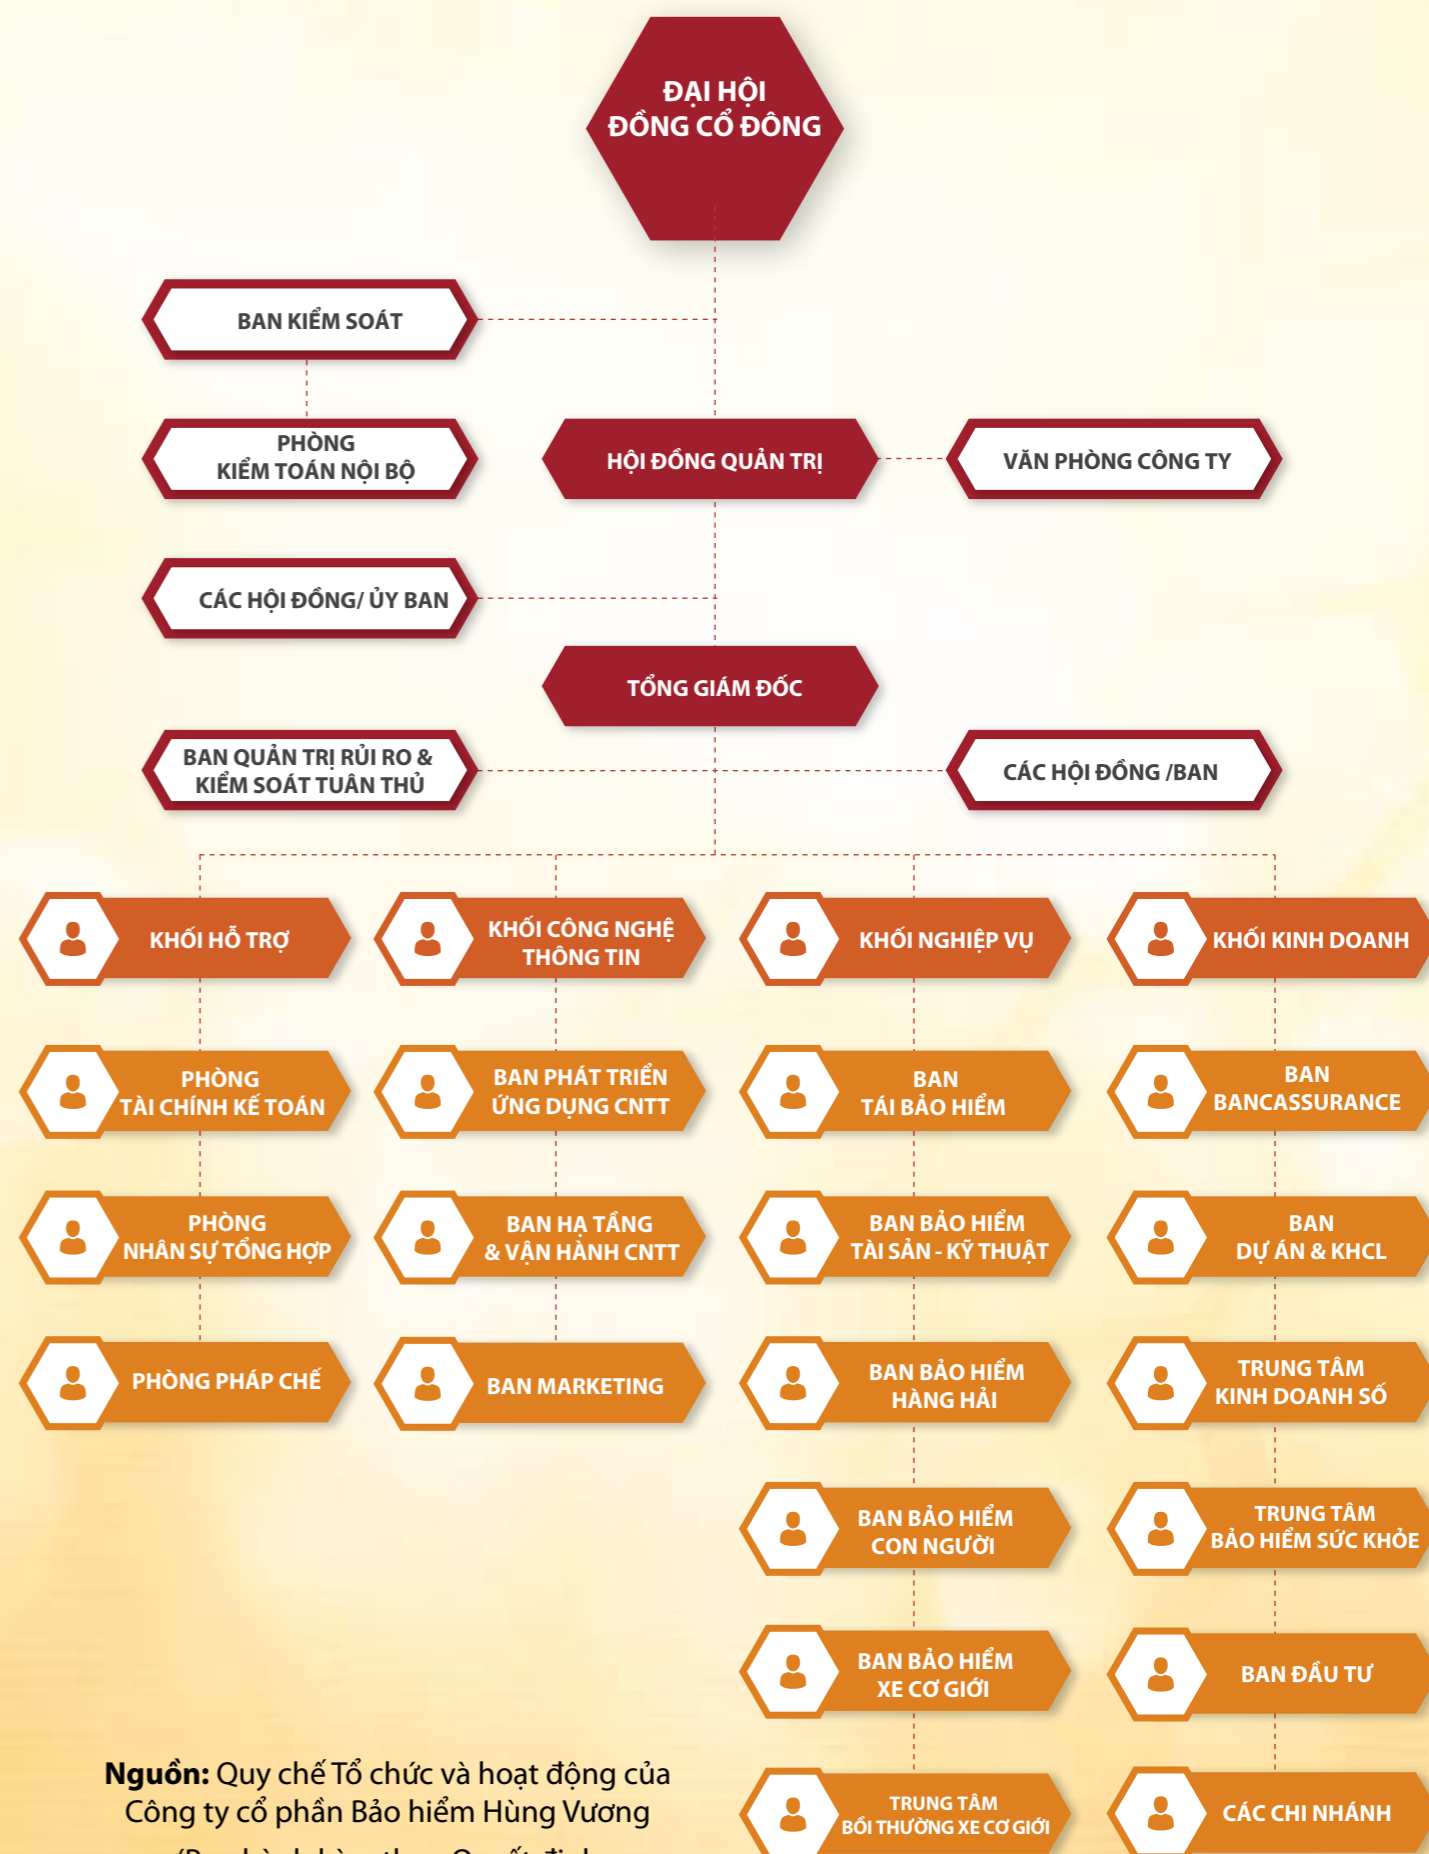 ĐẠI HỘI
ĐỒNG CỔ ĐÔNG
BAN KIỂM SOÁT
PHÒNG
KIỂM TOÁN NỘI BỘ
HỘI ĐỒNG QUẢN TRỊ
VĂN PHÒNG CÔNG TY
CÁC HỘI ĐỒNG/ ỦY BAN
TỔNG GIÁM ĐỐC
BAN QUẢN TRỊ RỦI RO &
KIỂM SOÁT TUÂN THỦ
CÁC HỘI ĐỒNG /BAN
KHỐI HỖ TRỢ
KHỐI CÔNG NGHỆ
THÔNG TIN
KHỐI NGHIỆP VỤ
KHỐI KINH DOANH
PHÒNG
TÀI CHÍNH KẾ TOÁN
BAN PHÁT TRIỂN
ỨNG DỤNG CNTT
BAN
TÁI BẢO HIỂM
BAN
BANCASSURANCE
PHÒNG
NHÂN SỰ TỔNG HỢP
BAN HẠ TẦNG
& VẬN HÀNH CNTT
BAN BẢO HIỂM
TÀI SẢN - KỸ THUẬT
BAN
DỰ ÁN & KHCL
PHÒNG PHÁP CHẾ
BAN MARKETING
BAN BẢO HIỂM
HÀNG HẢI
TRUNG TÂM
KINH DOANH SỐ
BAN BẢO HIỂM
CON NGƯỜI
TRUNG TÂM
BẢO HIỂM SỨC KHỎE
BAN BẢO HIỂM
XE CƠ GIỚI
BAN ĐẦU TƯ
TRUNG TÂM
BỒI THƯỜNG XE CƠ GIỚI
CÁC CHI NHÁNH
Nguồn: Quy chế Tổ chức và hoạt động của
Công ty cổ phần Bảo hiểm Hùng Vương